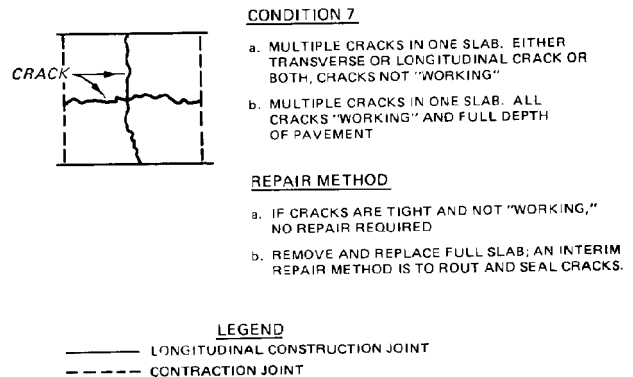 CONDITION 7
a. MULTIPLE CRACKS IN ONE SLAB. EITHER
TRANSVERSE OR LONGITUDINAL CRACK OR
BOTH, CRACKS NOT "WORKING"
CRACK
b. MULTIPLE CRACKS IN ONE SLAB. ALL
CRACKS "WORKING" AND FULL DEPTH
OF PAVEMENT
REPAIR METHOD
a. IF CRACKS ARE TIGHT AND NOT "WORKING,"
NO REPAIR REQUIRED
b. REMOVE AND REPLACE FULL SLAB; AN INTERIM
REPAIR METHOD IS TO ROUT AND SEAL CRACKS.
LEGEND
LONGITUDINAL CONSTRUCTION JOINT
CONTRACTION JOINT